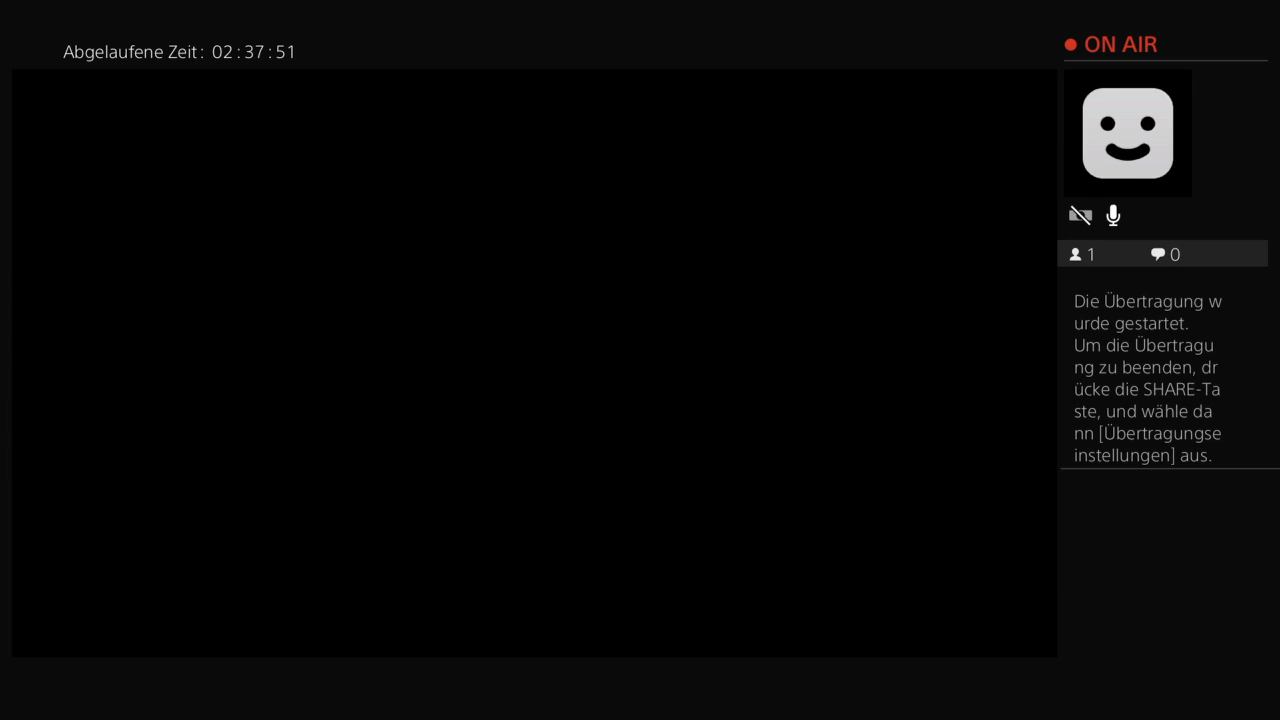 Abgelaufene Zeit: 02:37:51
ON AIR
1 0
Die Übertragung w
urde gestartet.
Um die Übertragu
ng zu beenden, dr
ücke die SHARE-Ta
ste, und wähle da
nn [Übertragungse
instellungen] aus.